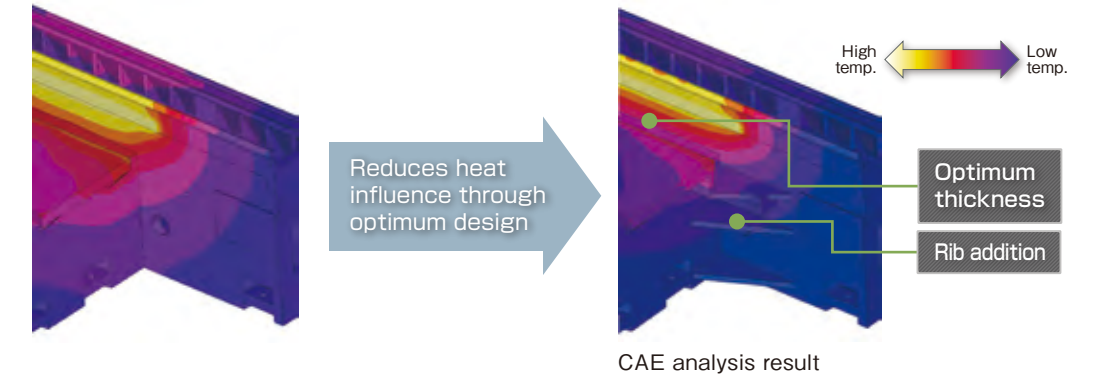 High
temp.
Low
temp.
Reduces heat
influence through
optimum design
Optimum
thickness
Rib addition
CAE analysis result